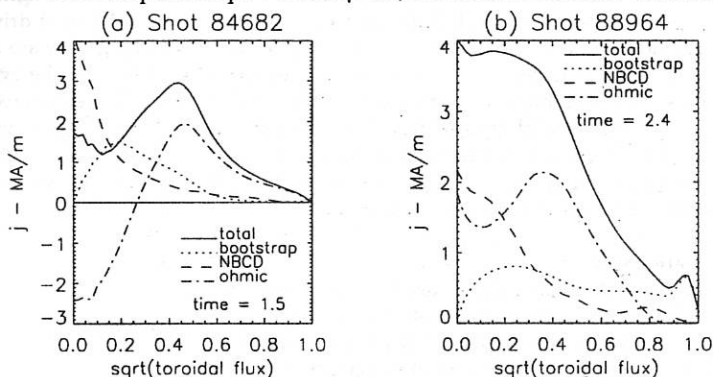 (a) Shot 84682
4
3
2
1
0
-1
-2
-3
j - MA/m
total
bootstrap
NBCD
ohmic
time = 1.5
0.0 0.2 0.4 0.6 0.8 1.0
sqrt(toroidal flux)
(b) Shot 88964
4
3
2
1
0
j - MA/m
total
bootstrap
NBCD
ohmic
time = 2.4
0.0 0.2 0.4 0.6 0.8 1.0
sqrt(toroidal flux)